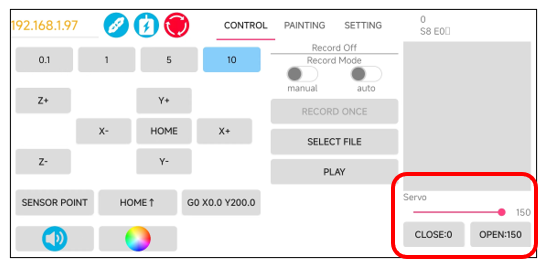 192.168.1.97
CONTROL PAINTING SETTING
0
S8 E0
0.1 1 5 10
Record Off
Record Mode
manual auto
Z+ Y+
RECORD ONCE
X- HOME X+
SELECT FILE
Z- Y-
PLAY
SENSOR POINT HOME↑ G0 X0.0 Y200.0
Servo
150
CLOSE:0 OPEN:150